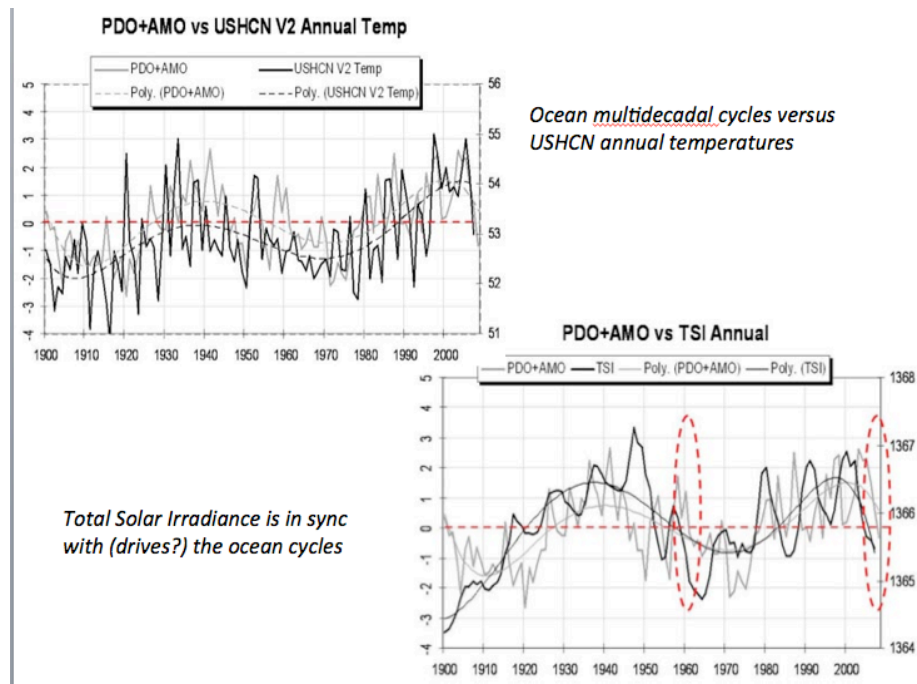 PDO+AMO vs USHCN V2 Annual Temp
PDO+AMO
USHCN V2 Temp
Poly. (PDO+AMO)
Poly. (USHCN V2 Temp)
5
4
3
2
1
0
-1
-2
-3
-4
56
55
54
53
52
51
1900 1910 1920 1930 1940 1950 1960 1970 1980 1990 2000
Ocean multidecadal cycles versus
USHCN annual temperatures
PDO+AMO vs TSI Annual
PDO+AMO
TSI
Poly. (PDO+AMO)
Poly. (TSI)
5
4
3
2
1
0
-1
-2
-3
-4
1368
1367
1366
1365
1364
1900 1910 1920 1930 1940 1950 1960 1970 1980 1990 2000
Total Solar Irradiance is in sync
with (drives?) the ocean cycles